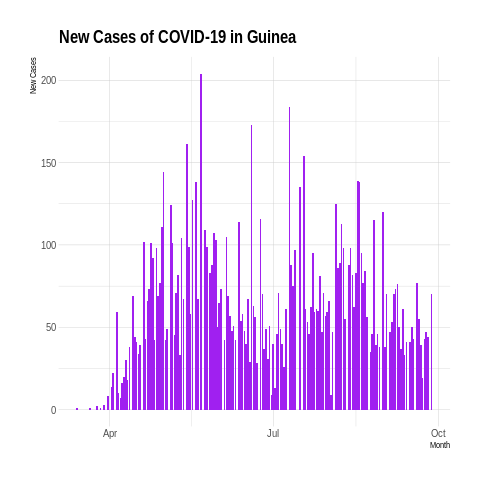 New Cases of COVID-19 in Guinea
New Cases
200
150
100
50
0
Apr
Jul
Oct
Month